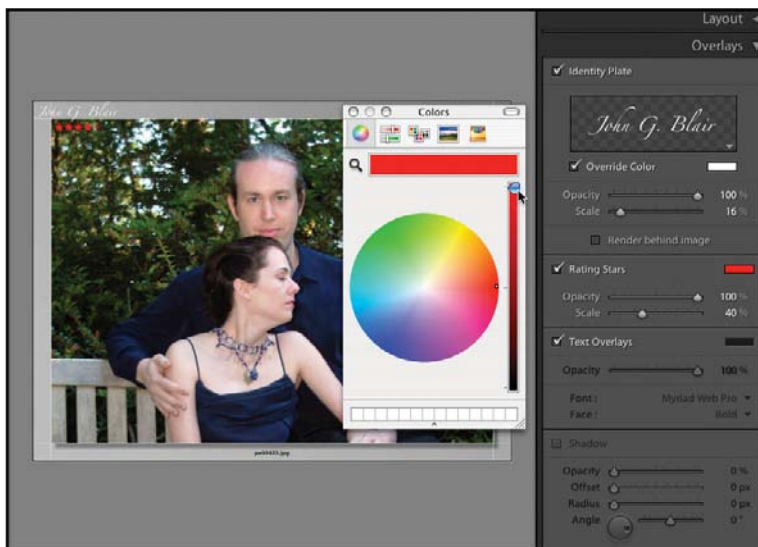 Layout
Overlays
Identity Plate
John G. Blair
Override Color
Opacity 100 %
Scale 16 %
Render behind image
Rating Stars
Opacity 100 %
Scale 40 %
Text Overlays
Opacity 100 %
Font : Myriad Web Pro
Face : Bold
Shadow
Opacity 0 %
Offset 0 px
Radius 0 px
Angle 0 °
John G. Blair
Colors